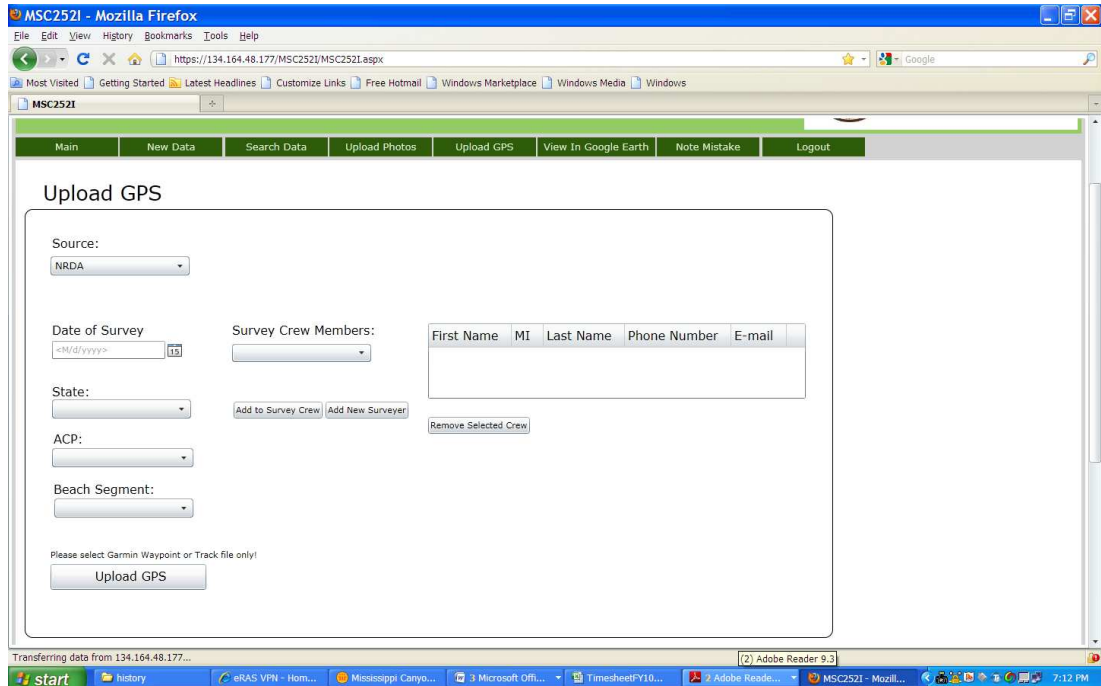 MSC252I - Mozilla Firefox
File Edit View History Bookmarks Tools Help
https://134.164.48.177/MSC252I/MSC252I.aspx
Google
Most Visited Getting Started Latest Headlines Customize Links Free Hotmail Windows Marketplace Windows Media Windows
MSC252I
Main New Data Search Data Upload Photos Upload GPS View In Google Earth Note Mistake Logout
Upload GPS
Source:
NRDA
Date of Survey
<M/d/yyyy>
15
Survey Crew Members:
First Name MI Last Name Phone Number E-mail
State:
Add to Survey Crew Add New Surveyer
Remove Selected Crew
ACP:
Beach Segment:
Please select Garmin Waypoint or Track file only!
Upload GPS
Transferring data from 134.164.48.177...
(2) Adobe Reader 9.3
start history eRAS VPN - Hom... Mississippi Canyo... 3 Microsoft Offi... TimesheetFY10... 2 Adobe Reade... MSC252I - Mozill... 7:12 PM